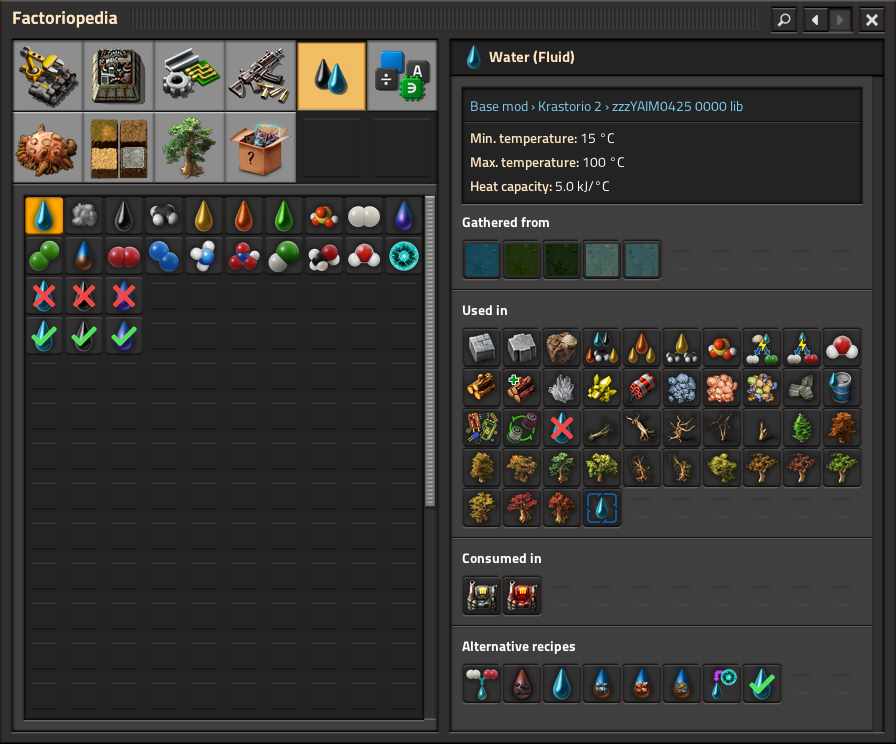 Factoriopedia
Water (Fluid)
Base mod › Krastorio 2 › zzzYAIM0425 0000 lib
Min. temperature: 15 °C
Max. temperature: 100 °C
Heat capacity: 5.0 kJ/°C
Gathered from
Used in
Consumed in
Alternative recipes